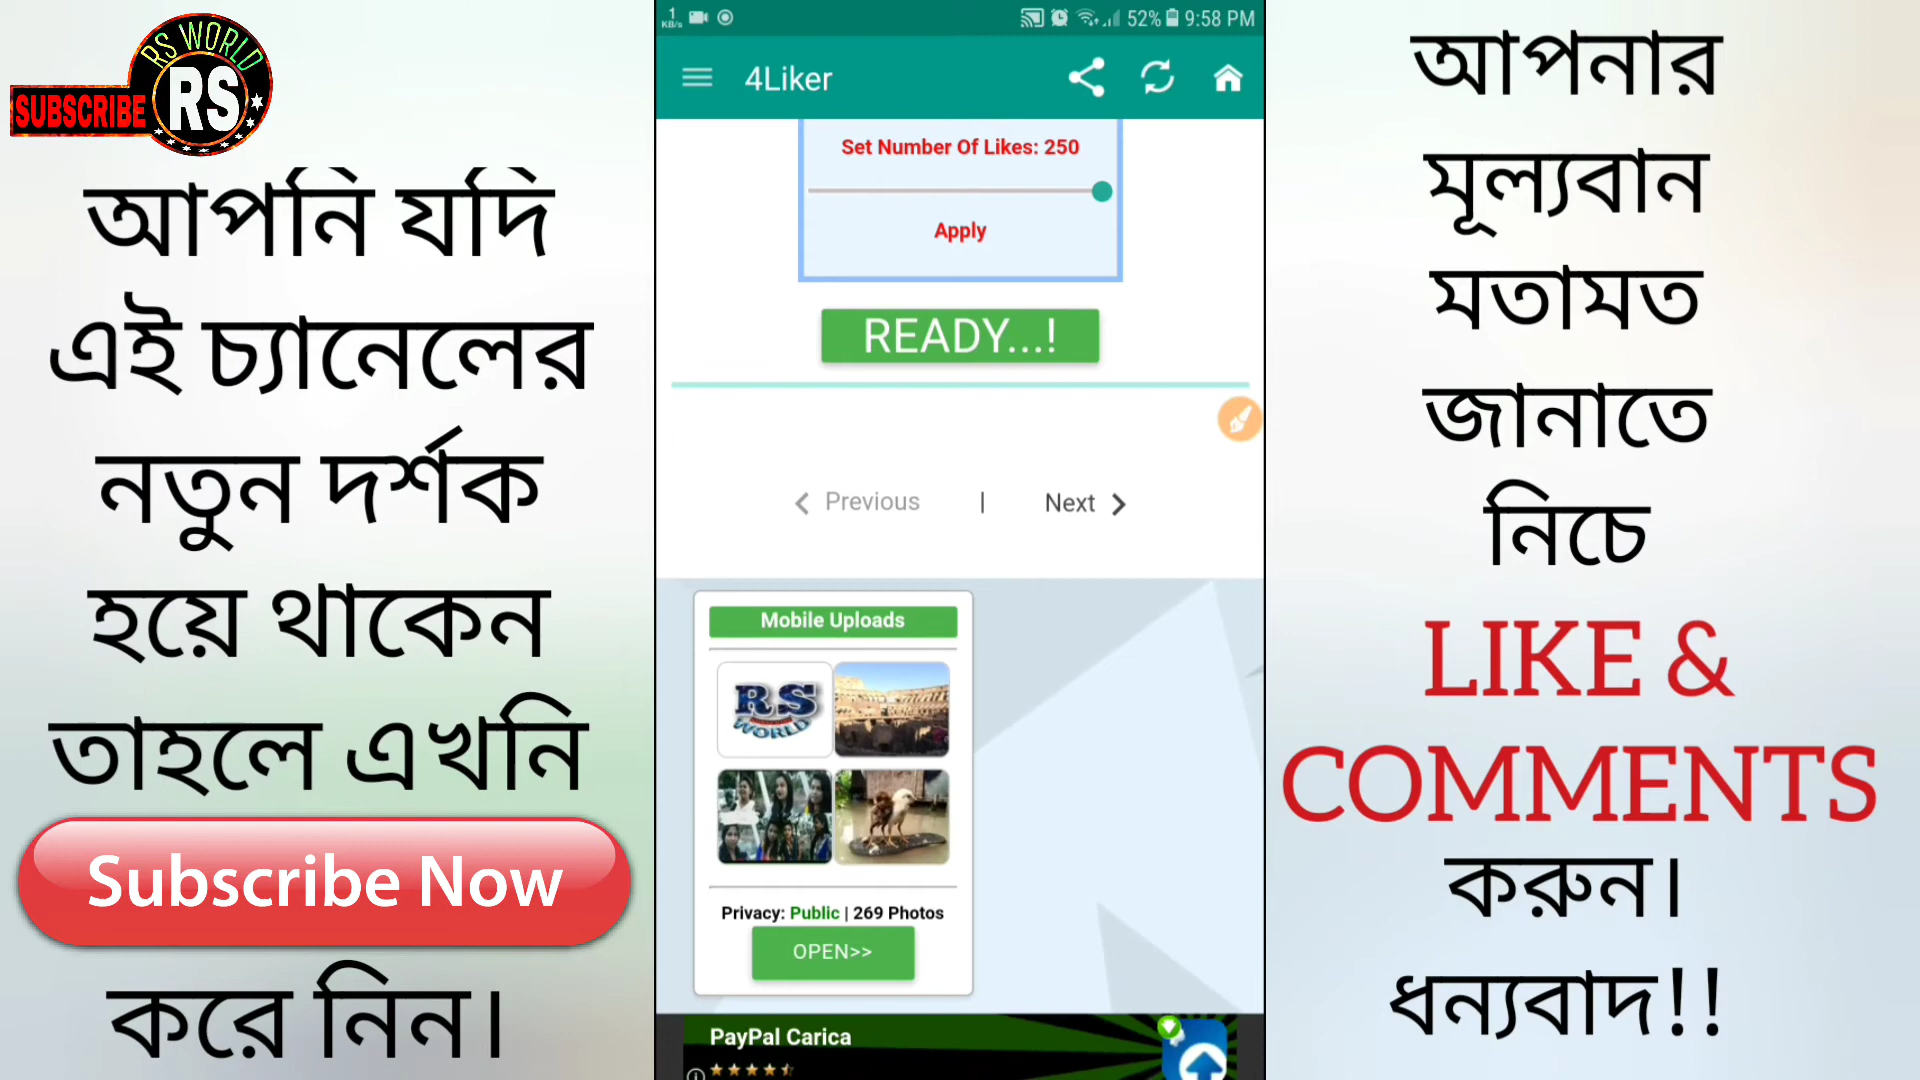 RS WORLD
RS
SUBSCRIBE
আপনি যদি
এই চ্যানেলের
নতুন দর্শক
হয়ে থাকেন
তাহলে এখনি
Subscribe Now
করে নিন।
1
KB/s
52%
9:58 PM
4Liker
Set Number Of Likes: 250
Apply
READY...!
Previous | Next
Mobile Uploads
RS
WORLD
Privacy: Public | 269 Photos
OPEN>>
PayPal Carica
আপনার
মূল্যবান
মতামত
জানাতে
নিচে
LIKE &
COMMENTS
করুন।
ধন্যবাদ!!